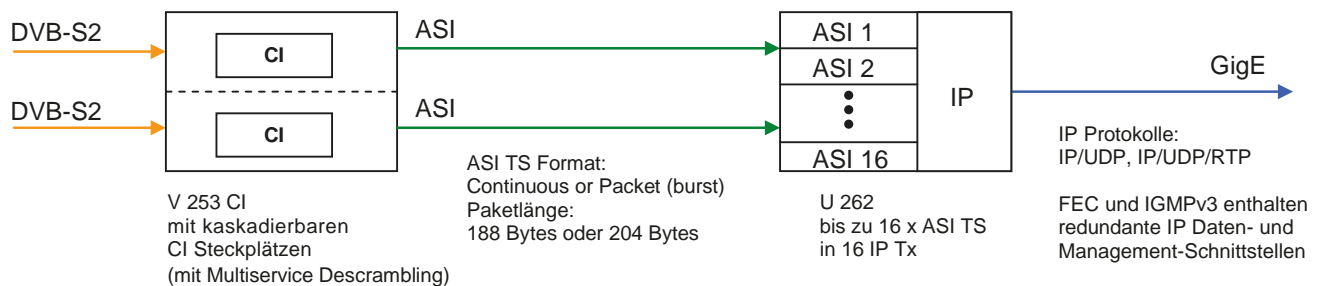 DVB-S2
CI
ASI
DVB-S2
CI
ASI
ASI 1
ASI 2
ASI 16
IP
GigE
V 253 CI
mit kaskadierbaren
CI Steckplätzen
(mit Multiservice Descrambling)
ASI TS Format:
Continuous or Packet (burst)
Paketlänge:
188 Bytes oder 204 Bytes
U 262
bis zu 16 x ASI TS
in 16 IP Tx
IP Protokolle:
IP/UDP, IP/UDP/RTP
FEC und IGMPv3 enthalten
redundante IP Daten- und
Management-Schnittstellen